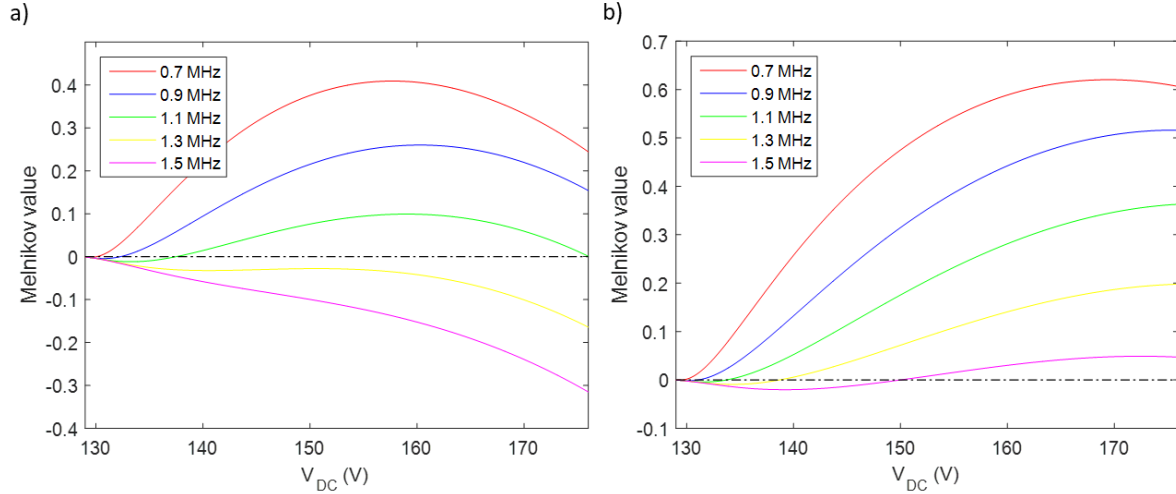 a)
0.7 MHz
0.9 MHz
1.1 MHz
1.3 MHz
1.5 MHz
0.4
0.3
0.2
0.1
0
-0.1
-0.2
-0.3
-0.4
Melnikov value
130 140 150 160 170
V_DC (V)
b)
0.7 MHz
0.9 MHz
1.1 MHz
1.3 MHz
1.5 MHz
0.7
0.6
0.5
0.4
0.3
0.2
0.1
0
-0.1
Melnikov value
130 140 150 160 170
V_DC (V)